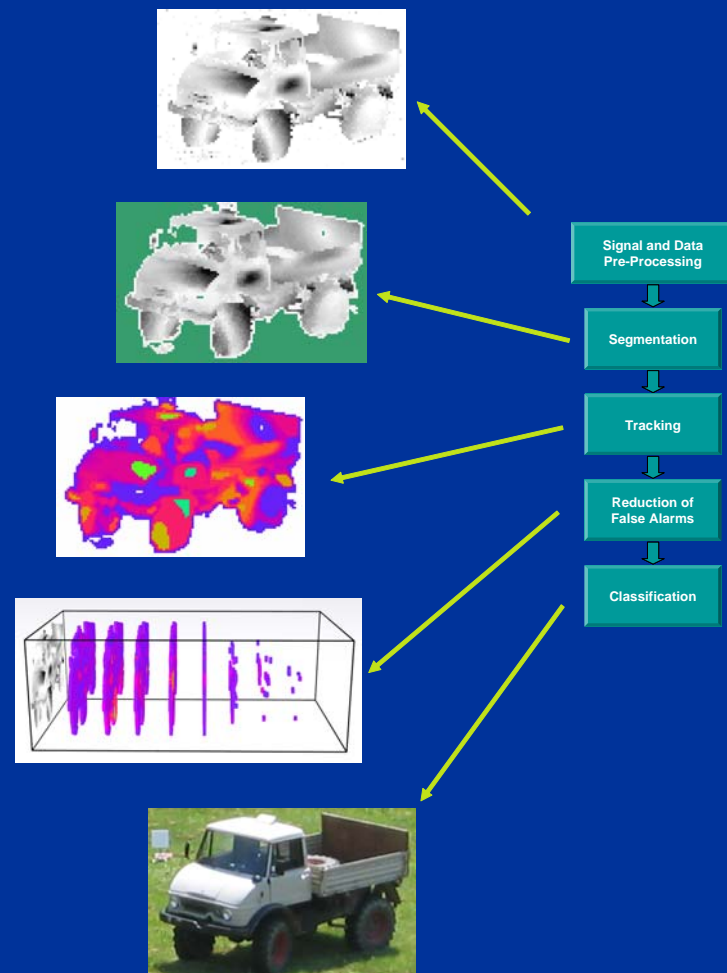 Signal and Data
Pre-Processing
Segmentation
Tracking
Reduction of
False Alarms
Classification